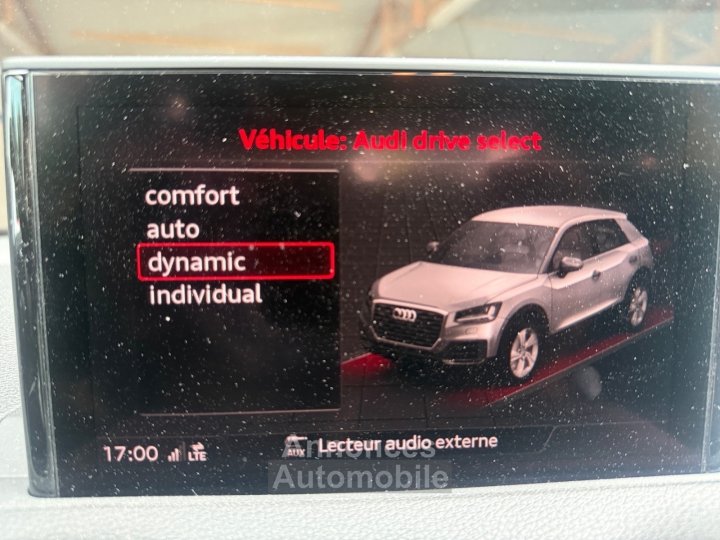 Véhicule: Audi drive select
comfort
auto
dynamic
individual
17:00 LTE AUX Lecteur audio externe
Annonces
Automobile